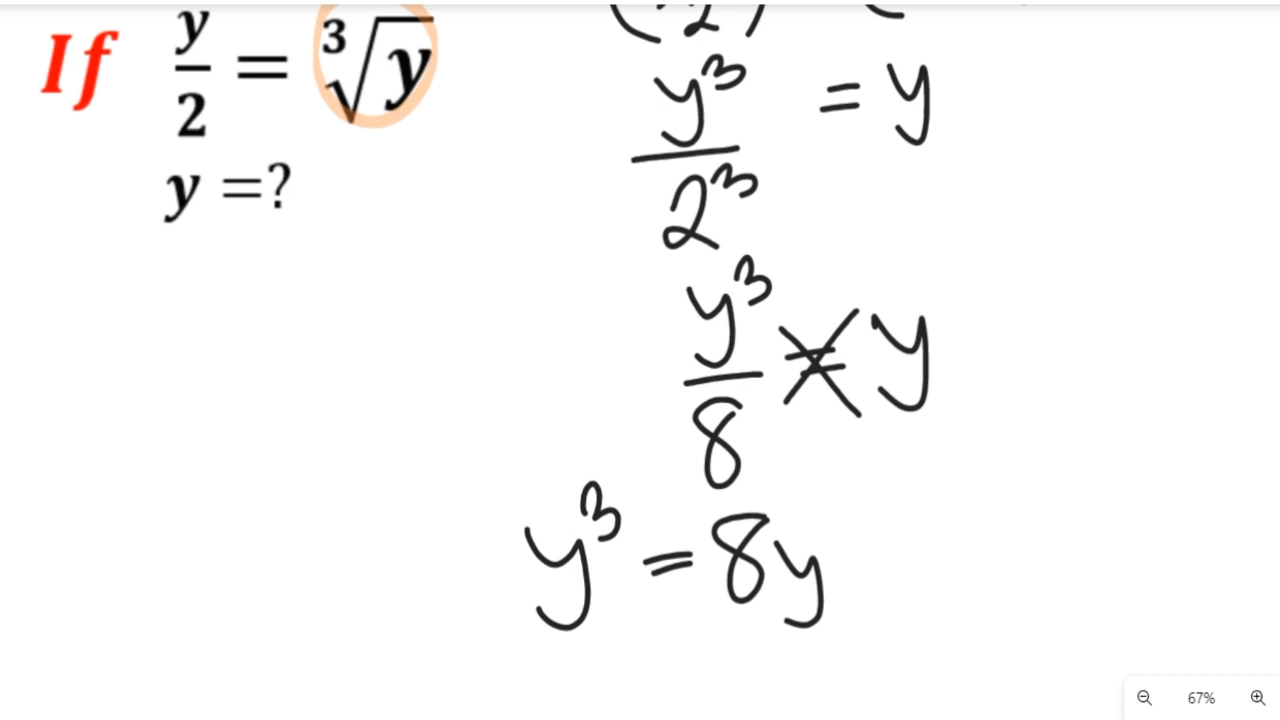 If y/2 = ∛y
y =?
y³/2³ = y
y³/8 = y
y³ = 8y
67%